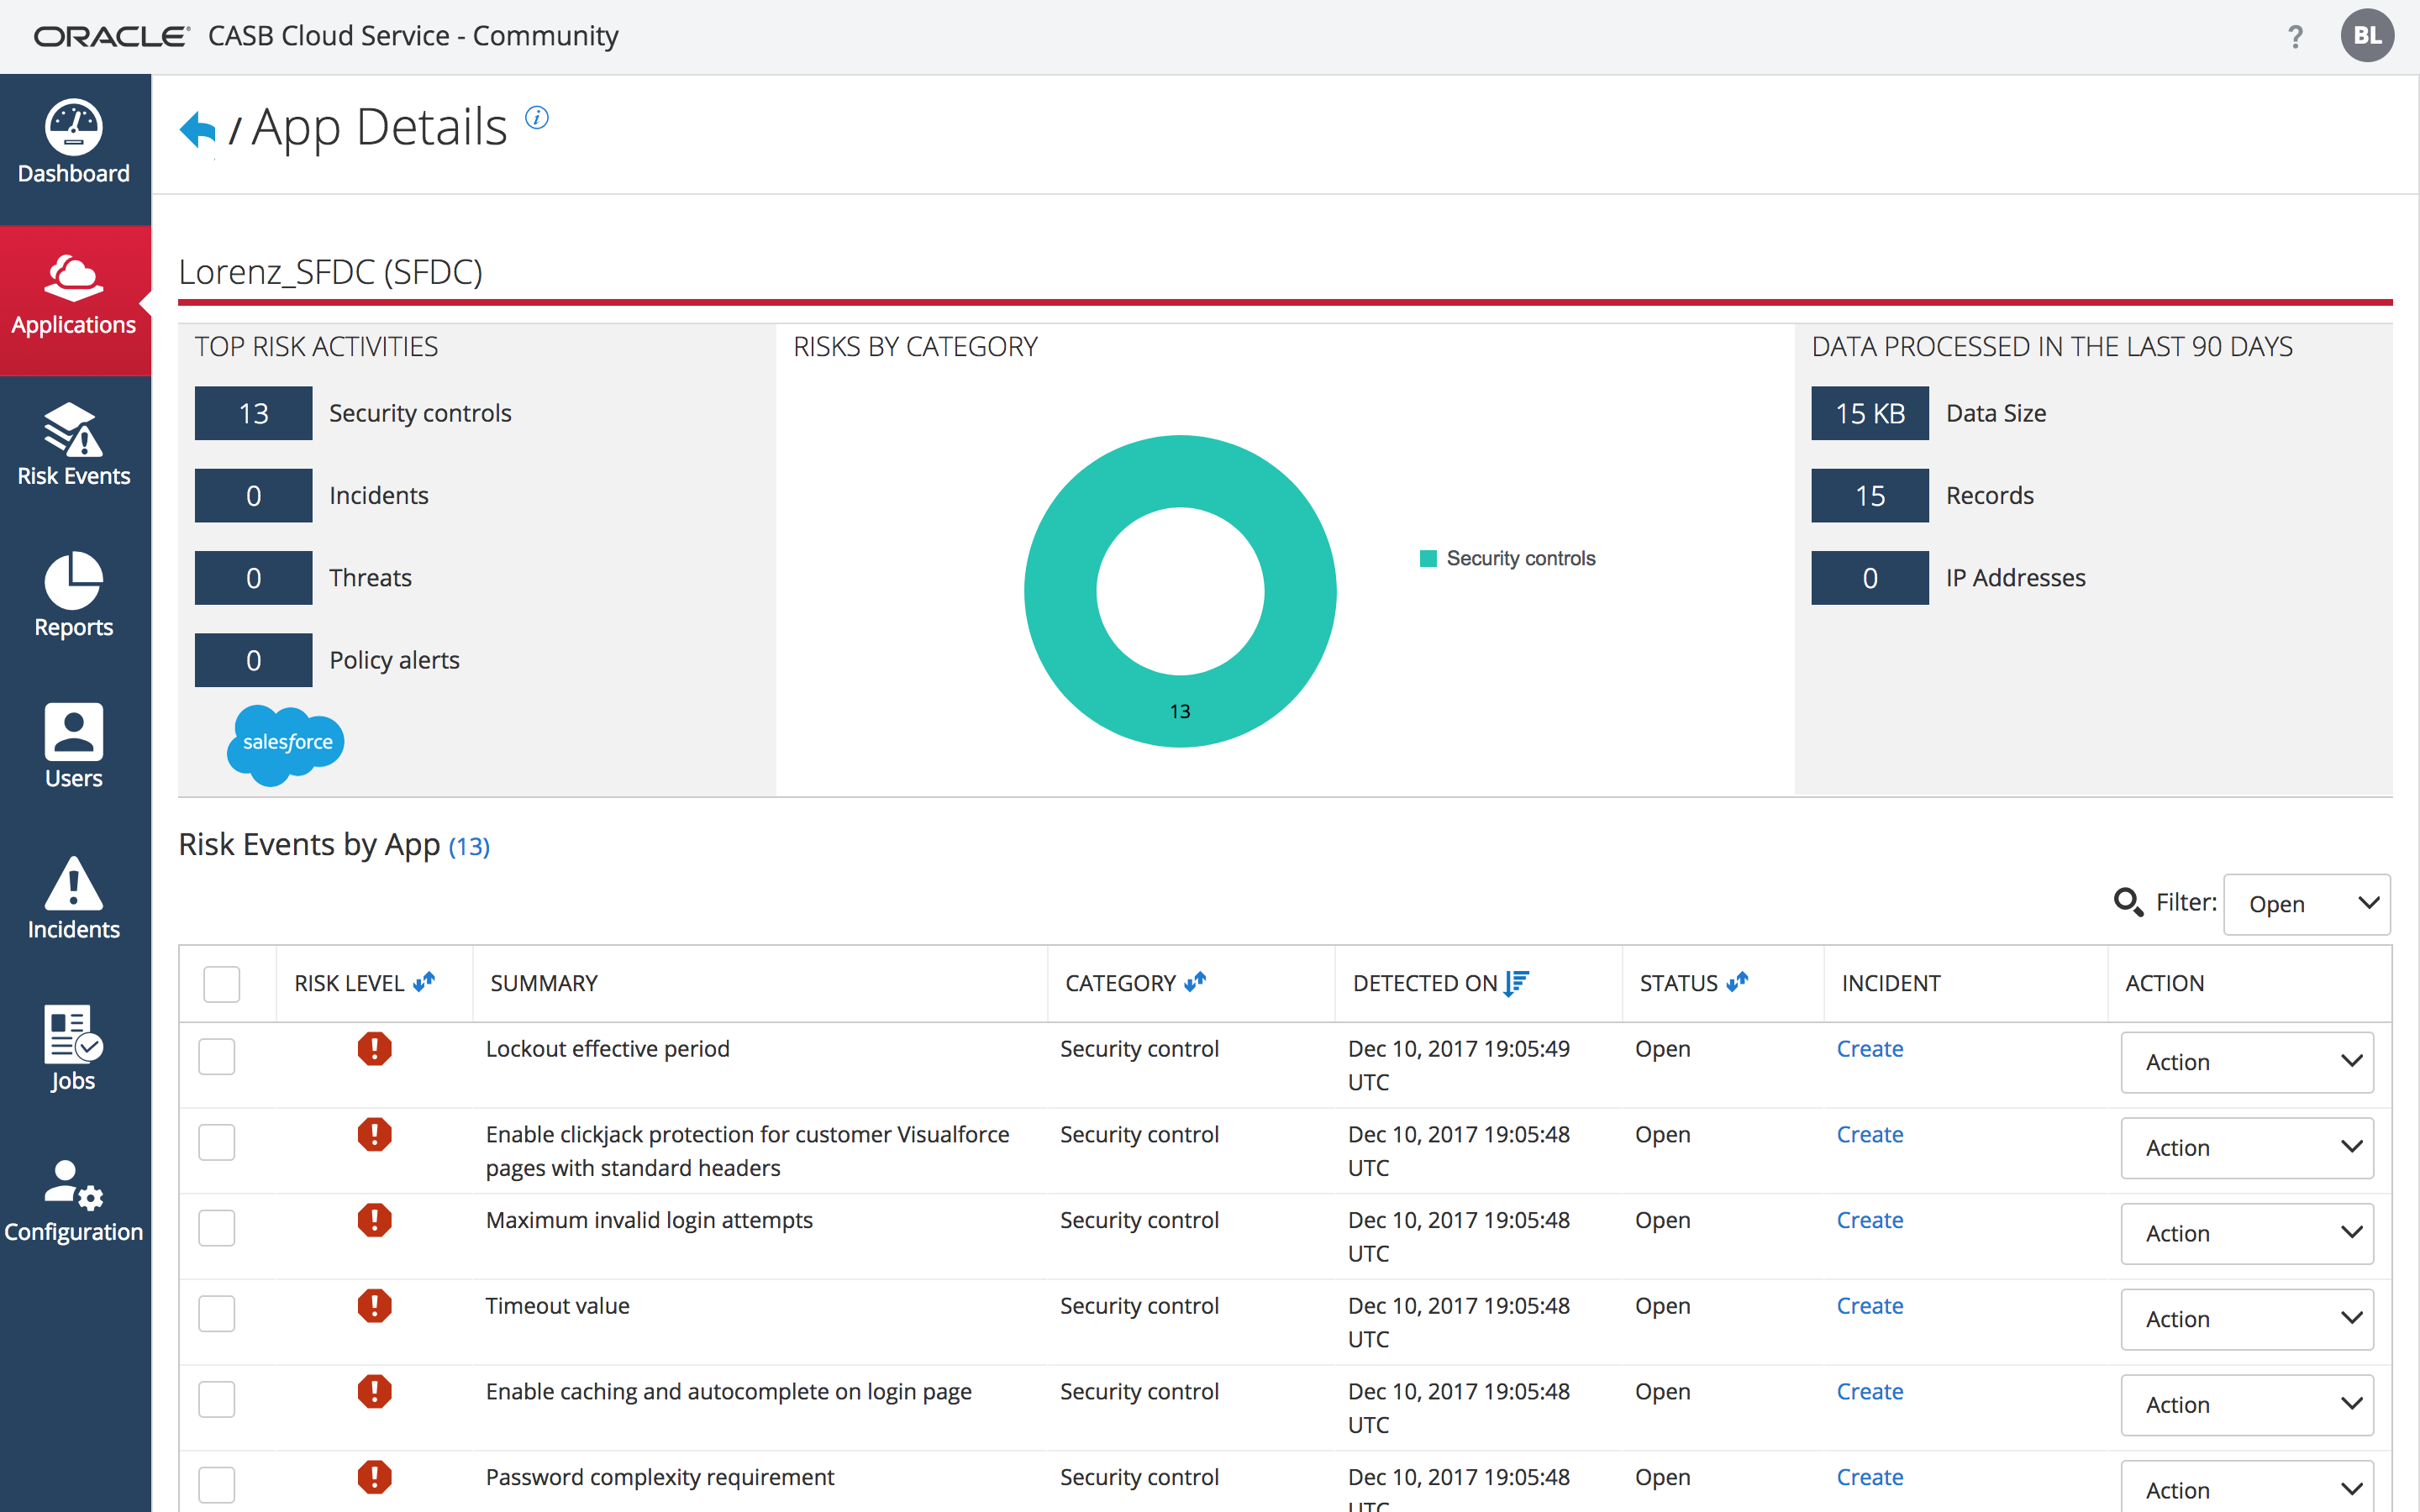 ORACLE® CASB Cloud Service - Community
? BL
Dashboard
Applications
Risk Events
Reports
Users
Incidents
Jobs
Configuration
/ App Details i
Lorenz_SFDC (SFDC)
TOP RISK ACTIVITIES
13 Security controls
0 Incidents
0 Threats
0 Policy alerts
salesforce
RISKS BY CATEGORY
13
Security controls
DATA PROCESSED IN THE LAST 90 DAYS
15 KB Data Size
15 Records
0 IP Addresses
Risk Events by App (13)
Filter: Open
RISK LEVEL SUMMARY CATEGORY DETECTED ON STATUS INCIDENT ACTION
Lockout effective period Security control Dec 10, 2017 19:05:49 Open Create Action
UTC
Enable clickjack protection for customer Visualforce Security control Dec 10, 2017 19:05:48 Open Create Action
pages with standard headers UTC
Maximum invalid login attempts Security control Dec 10, 2017 19:05:48 Open Create Action
UTC
Timeout value Security control Dec 10, 2017 19:05:48 Open Create Action
UTC
Enable caching and autocomplete on login page Security control Dec 10, 2017 19:05:48 Open Create Action
UTC
Password complexity requirement Security control Dec 10, 2017 19:05:48 Open Create Action
UTC